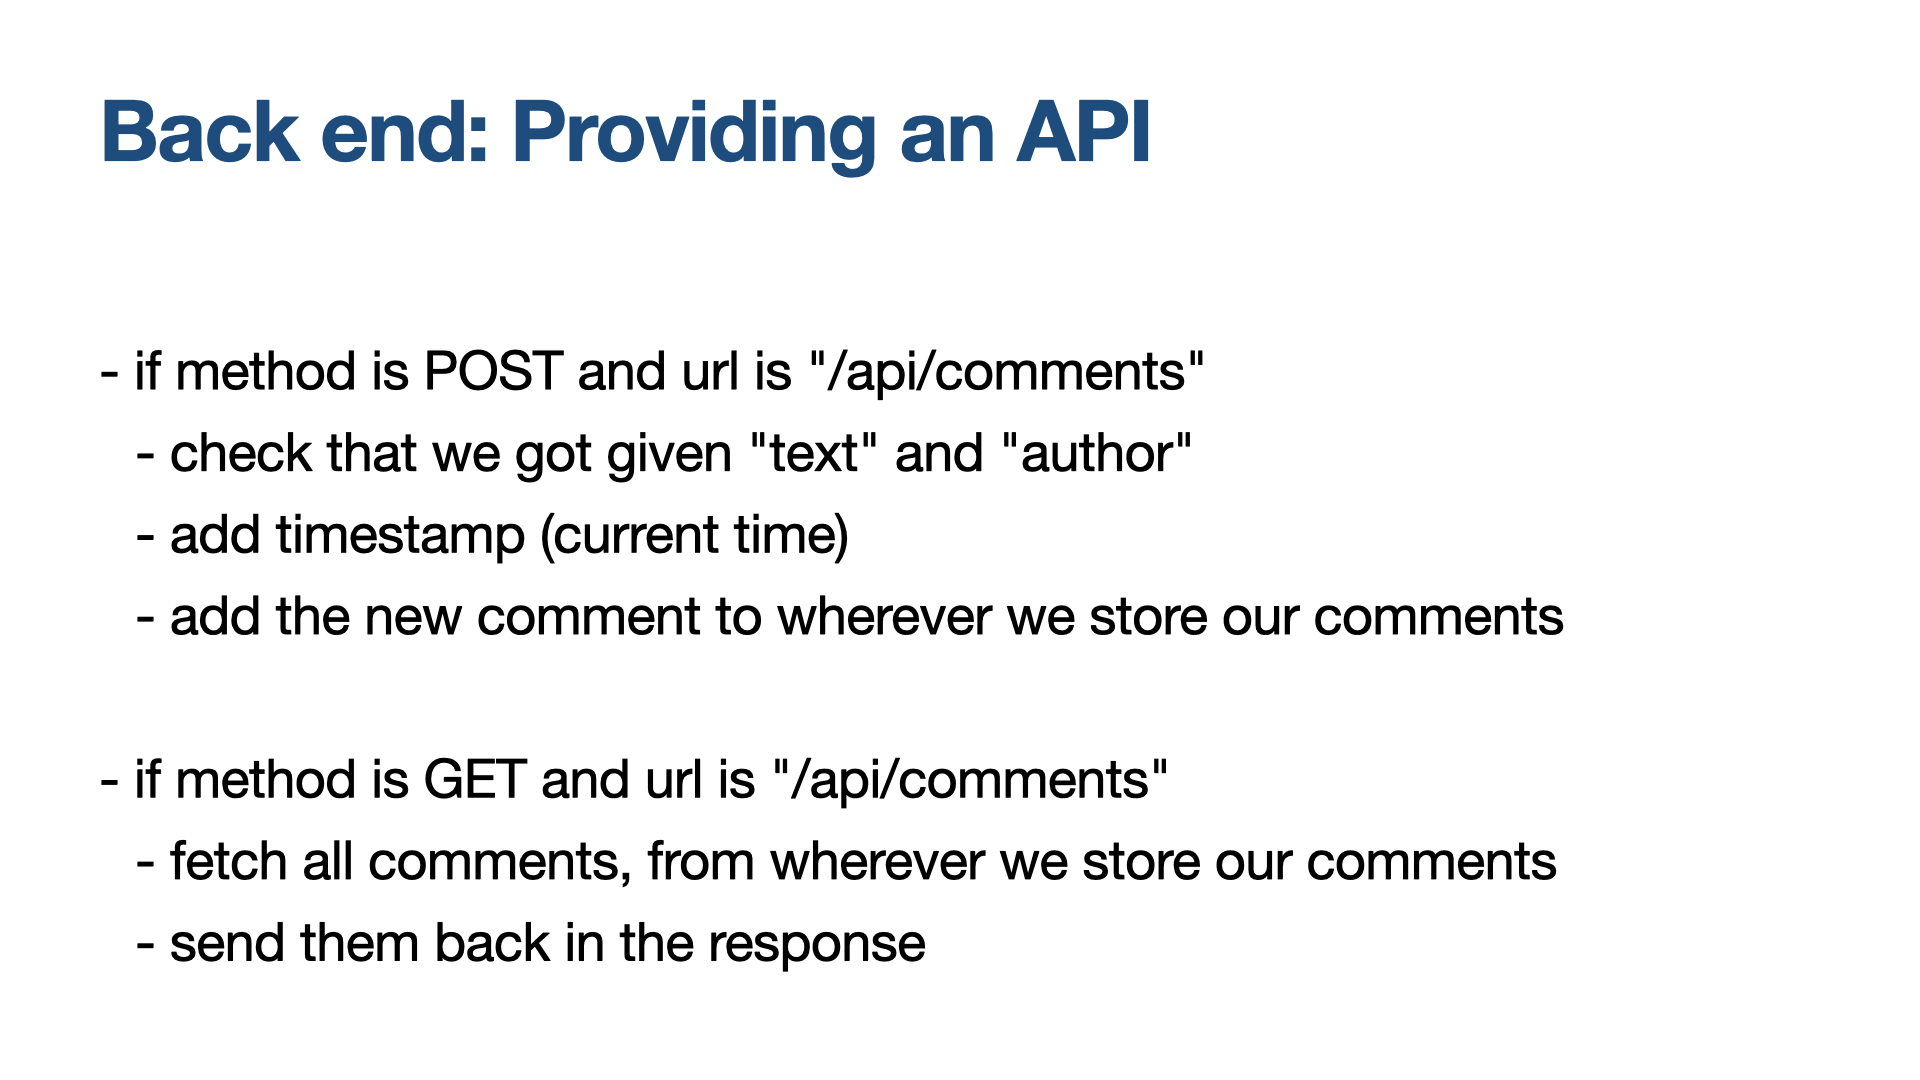 Back end: Providing an API
- if method is POST and url is "/api/comments"
- check that we got given "text" and "author"
- add timestamp (current time)
- add the new comment to wherever we store our comments
- if method is GET and url is "/api/comments"
- fetch all comments, from wherever we store our comments
- send them back in the response